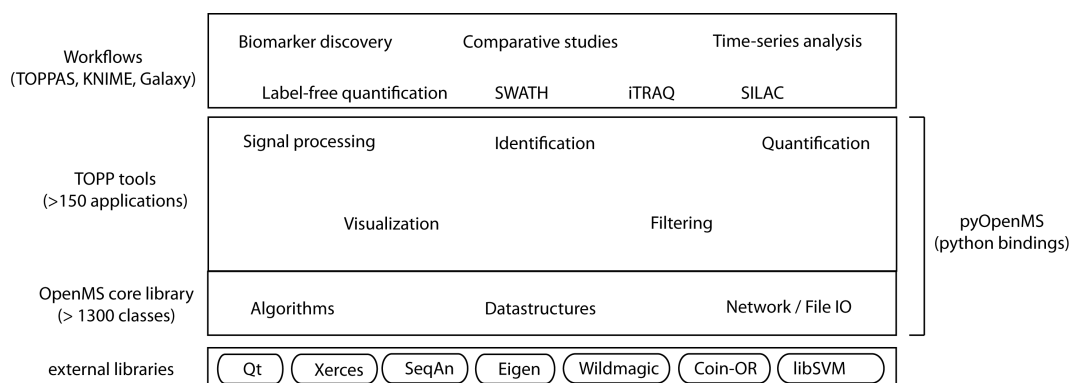 Workflows
(TOPPAS, KNIME, Galaxy)
Biomarker discovery Comparative studies Time-series analysis
Label-free quantification SWATH iTRAQ SILAC
TOPP tools
(>150 applications)
Signal processing Identification Quantification
Visualization Filtering
pyOpenMS
(python bindings)
OpenMS core library
(> 1300 classes)
Algorithms Datastructures Network / File IO
external libraries Qt Xerces SeqAn Eigen Wildmagic Coin-OR libSVM